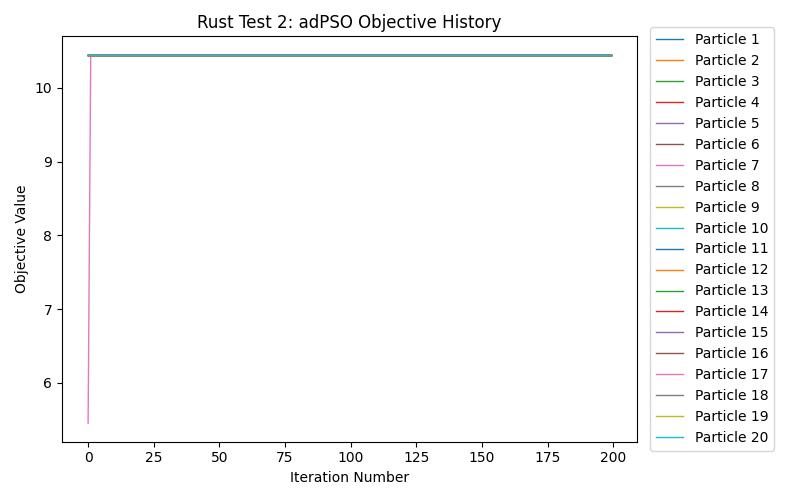 Rust Test 2: adPSO Objective History
Objective Value
10
9
8
7
6
0 25 50 75 100 125 150 175 200
Iteration Number
Particle 1
Particle 2
Particle 3
Particle 4
Particle 5
Particle 6
Particle 7
Particle 8
Particle 9
Particle 10
Particle 11
Particle 12
Particle 13
Particle 14
Particle 15
Particle 16
Particle 17
Particle 18
Particle 19
Particle 20